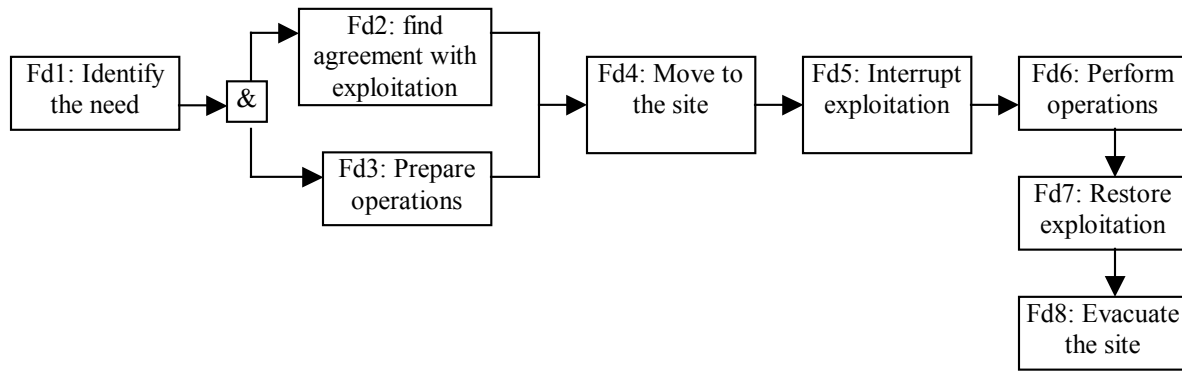 Fd1: Identify
the need
&
Fd2: find
agreement with
exploitation
Fd3: Prepare
operations
Fd4: Move to
the site
Fd5: Interrupt
exploitation
Fd6: Perform
operations
Fd7: Restore
exploitation
Fd8: Evacuate
the site